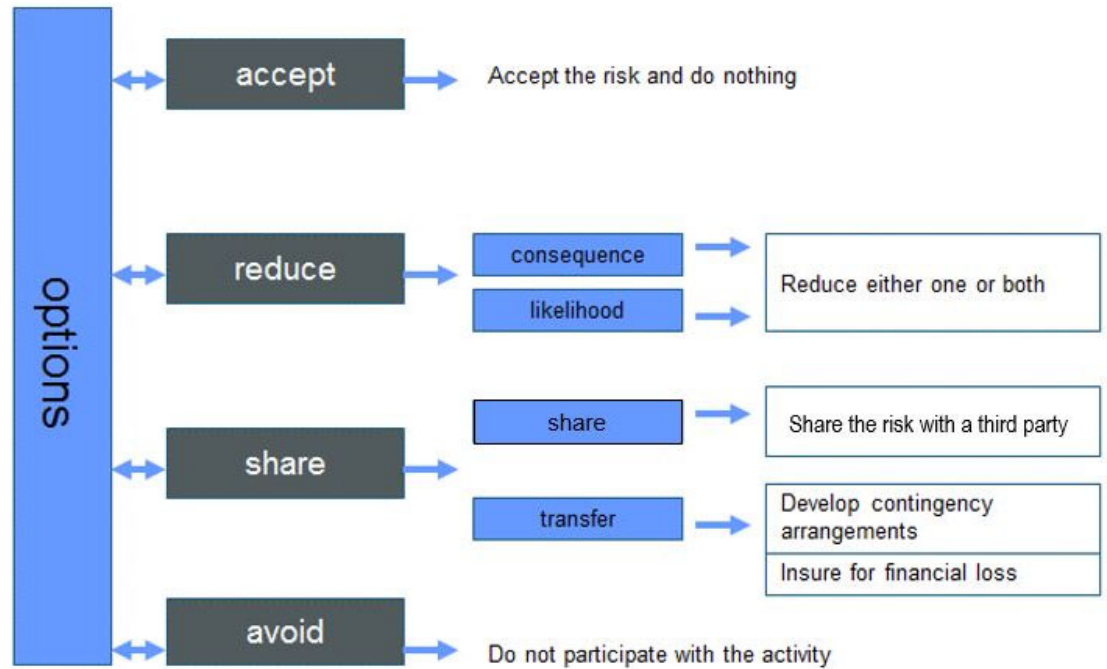 options
accept
Accept the risk and do nothing
reduce
consequence
likelihood
Reduce either one or both
share
share
Share the risk with a third party
transfer
Develop contingency
arrangements
Insure for financial loss
avoid
Do not participate with the activity